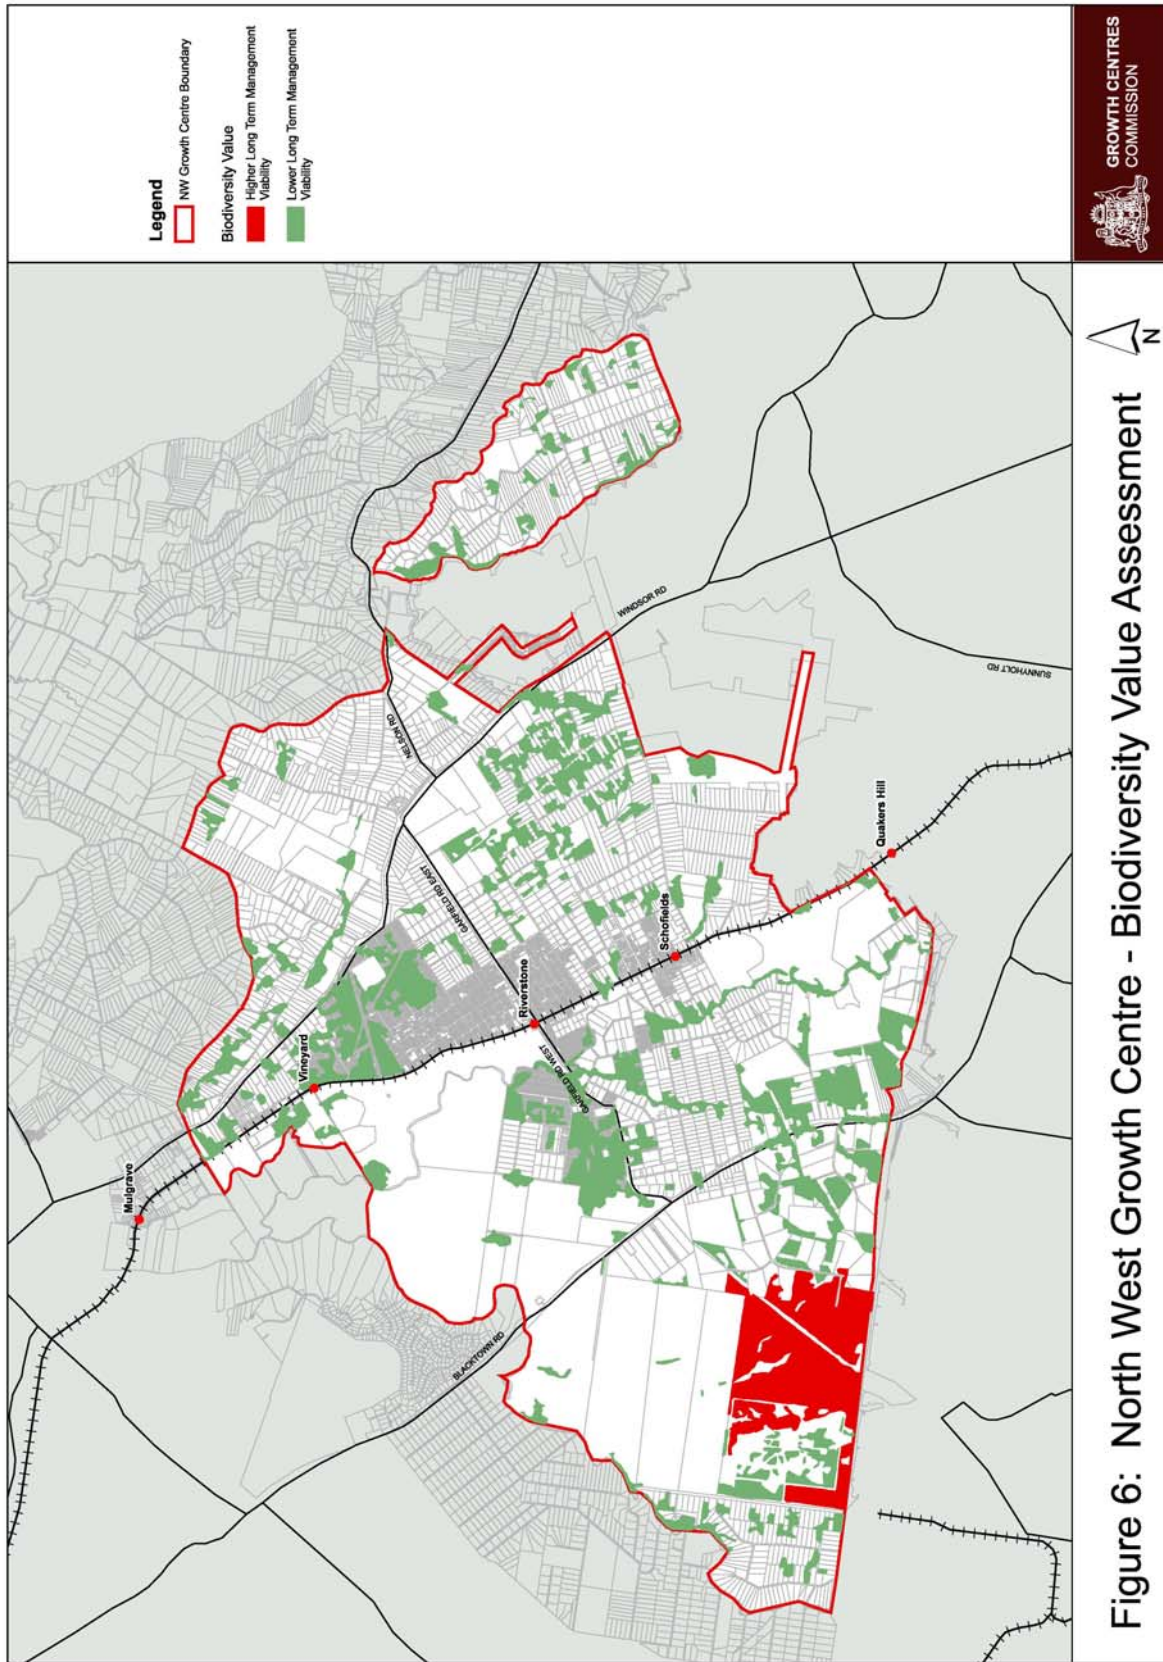 Legend
NW Growth Centre Boundary
Biodiversity Value
Higher Long Term Management
Viability
Lower Long Term Management
Viability
Mulgrave
Vineyard
NELSON RD
BLACKTOWN RD
GARFIELD RD EAST
Riverstone
GARFIELD RD WEST
WINDSOR RD
Schofields
Quakers Hill
SUNNYHOLT RD
N
Figure 6: North West Growth Centre - Biodiversity Value Assessment
GROWTH CENTRES
COMMISSION